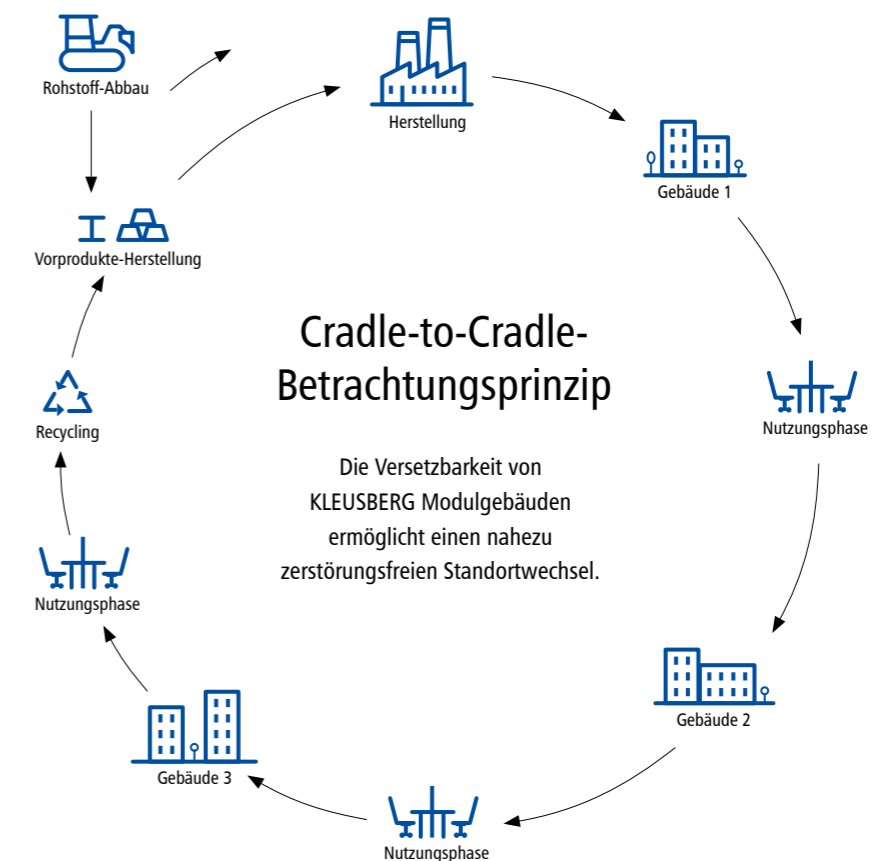 Rohstoff-Abbau
Herstellung
Gebäude 1
Vorprodukte-Herstellung
Cradle-to-Cradle-
Betrachtungsprinzip
Nutzungsphase
Recycling
Die Versetzbarkeit von
KLEUSBERG Modulgebäuden
ermöglicht einen nahezu
zerstörungsfreien Standortwechsel.
Nutzungsphase
Gebäude 2
Gebäude 3
Nutzungsphase